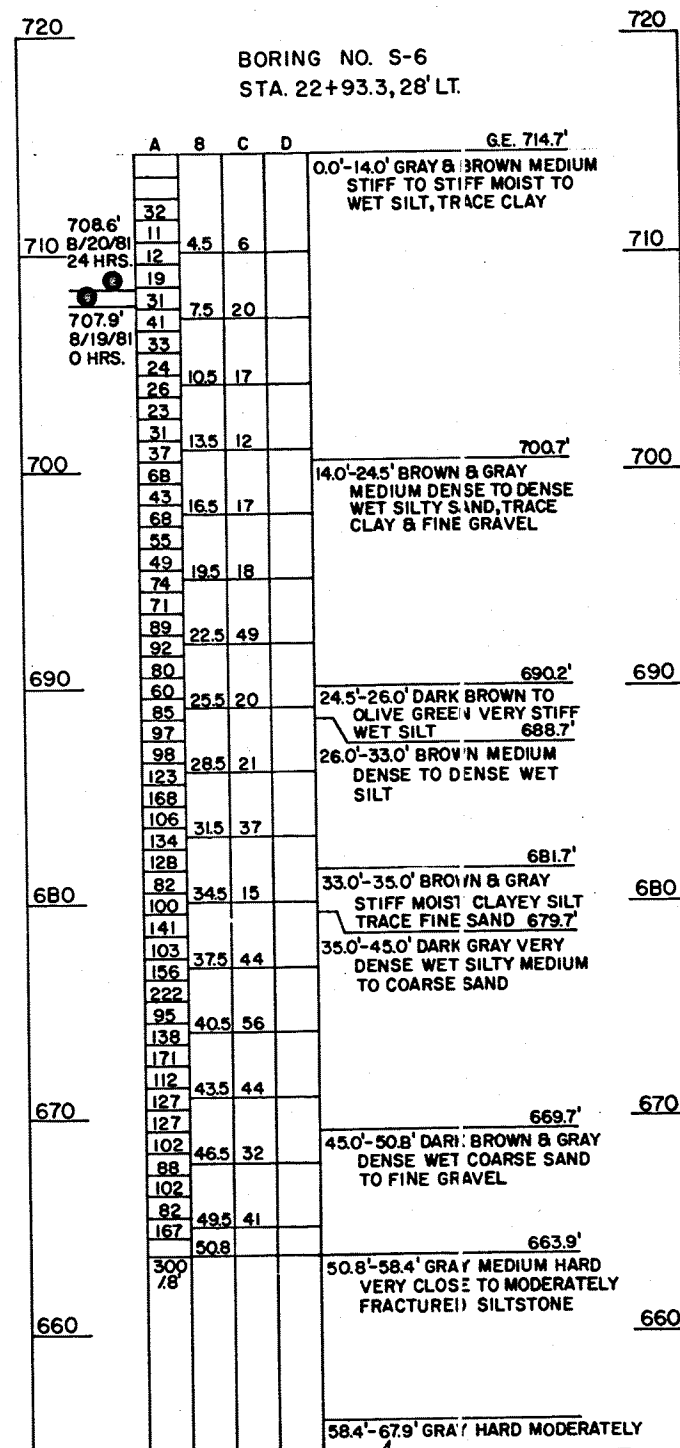 720 720
BORING NO. S-6
STA. 22+93.3, 28' LT.
A B C D G.E. 714.7'
0.0'-14.0' GRAY & BROWN MEDIUM
STIFF TO STIFF MOIST TO
WET SILT, TRACE CLAY
32
708.6' 11
8/20/81 4.5 6
710 710
24 HRS. 12
19
31
7.5 20
707.9' 41
8/19/81 33
0 HRS.
24
10.5 17
26
23
31
13.5 12
37 700.7'
700 700
68 14.0'-24.5' BROWN & GRAY
43 MEDIUM DENSE TO DENSE
16.5 17 WET SILTY SAND, TRACE
68 CLAY & FINE GRAVEL
55
49
19.5 18
74
71
89
22.5 49
92
80 690.2'
690 690
60 24.5'-26.0' DARK BROWN TO
25.5 20 OLIVE GREEN VERY STIFF
85 WET SILT 688.7'
97 26.0'-33.0' BROWN MEDIUM
98 DENSE TO DENSE WET
28.5 21 SILT
123
168
106
31.5 37
134
128 681.7'
82 33.0'-35.0' BROWN & GRAY
680 680
34.5 15 STIFF MOIST CLAYEY SILT
100 TRACE FINE SAND 679.7'
141 35.0'-45.0' DARK GRAY VERY
103 DENSE WET SILTY MEDIUM
37.5 44 TO COARSE SAND
156
222
95
40.5 56
138
171
112
43.5 44
127
670 669.7' 670
127 45.0'-50.8' DARK BROWN & GRAY
102 DENSE WET COARSE SAND
46.5 32 TO FINE GRAVEL
88
102
82
49.5 41
167
50.8 663.9'
300 50.8'-58.4' GRAY MEDIUM HARD
/.8' VERY CLOSE TO MODERATELY
FRACTURED SILTSTONE
660 660
58.4'-67.9' GRAY HARD MODERATELY